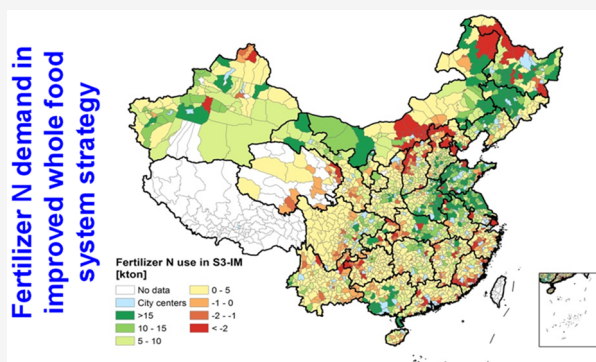 Fertilizer N demand in
improved whole food
system strategy
Fertilizer N use in S3-IM
[kton]
No data
City centers
>15
10 - 15
5 - 10
0 - 5
-1 - 0
-2 - -1
< -2